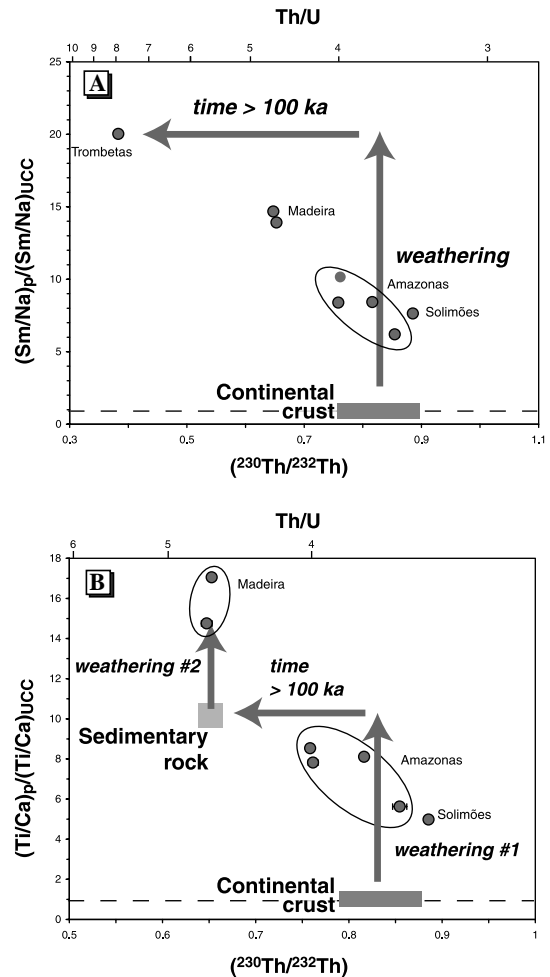 Th/U
10 9 8 7 6 5 4 3
A
25
20
15
10
5
0
time > 100 ka
Trombetas
Madeira
weathering
Amazonas
Solimões
Continental
crust
(Sm/Na)p/(Sm/Na)UCC
0.3 0.5 0.7 0.9 1.1
(²³⁰Th/²³²Th)
Th/U
6 5 4
B
18
16
14
12
10
8
6
4
2
0
Madeira
weathering #2
time
> 100 ka
Sedimentary
rock
Amazonas
Solimões
weathering #1
Continental
crust
(Ti/Ca)p/(Ti/Ca)UCC
0.5 0.6 0.7 0.8 0.9 1
(²³⁰Th/²³²Th)